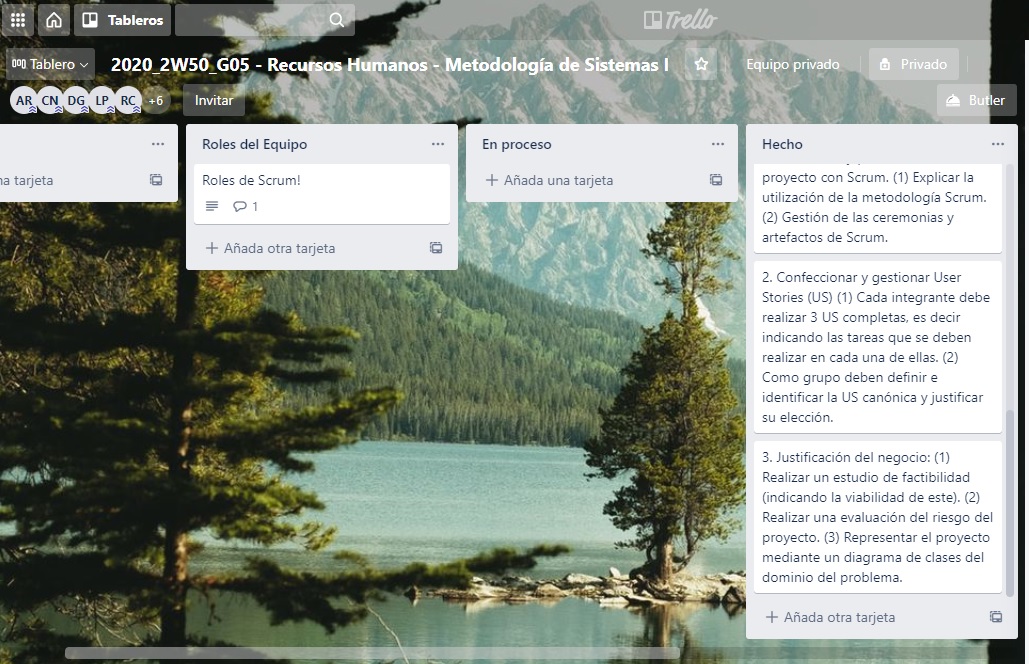 Tableros
Trello
Tablero
2020_2W50_G05 - Recursos Humanos - Metodología de Sistemas I
Equipo privado
Privado
AR CN DG LP RC +6
Invitar
Butler
na tarjeta
Roles del Equipo
Roles de Scrum!
1
+ Añada otra tarjeta
En proceso
+ Añada una tarjeta
Hecho
proyecto con Scrum. (1) Explicar la
utilización de la metodología Scrum.
(2) Gestión de las ceremonias y
artefactos de Scrum.
2. Confeccionar y gestionar User
Stories (US) (1) Cada integrante debe
realizar 3 US completas, es decir
indicando las tareas que se deben
realizar en cada una de ellas. (2)
Como grupo deben definir e
identificar la US canónica y justificar
su elección.
3. Justificación del negocio: (1)
Realizar un estudio de factibilidad
(indicando la viabilidad de este). (2)
Realizar una evaluación del riesgo del
proyecto. (3) Representar el proyecto
mediante un diagrama de clases del
dominio del problema.
+ Añada otra tarjeta